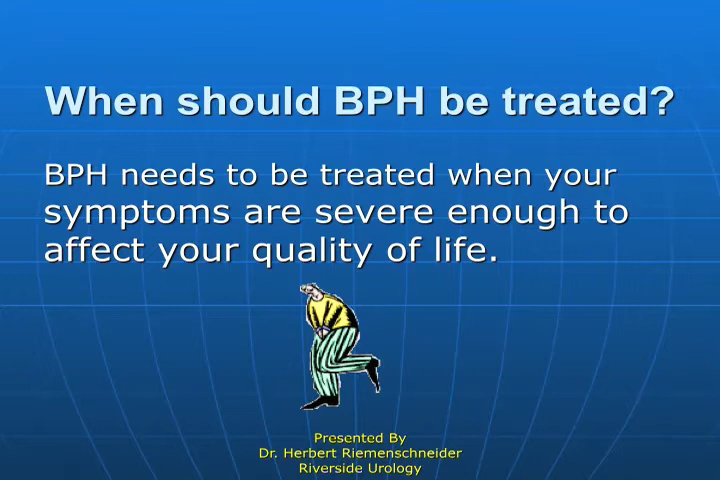 When should BPH be treated?
BPH needs to be treated when your
symptoms are severe enough to
affect your quality of life.
Presented By
Dr. Herbert Riemenschneider
Riverside Urology